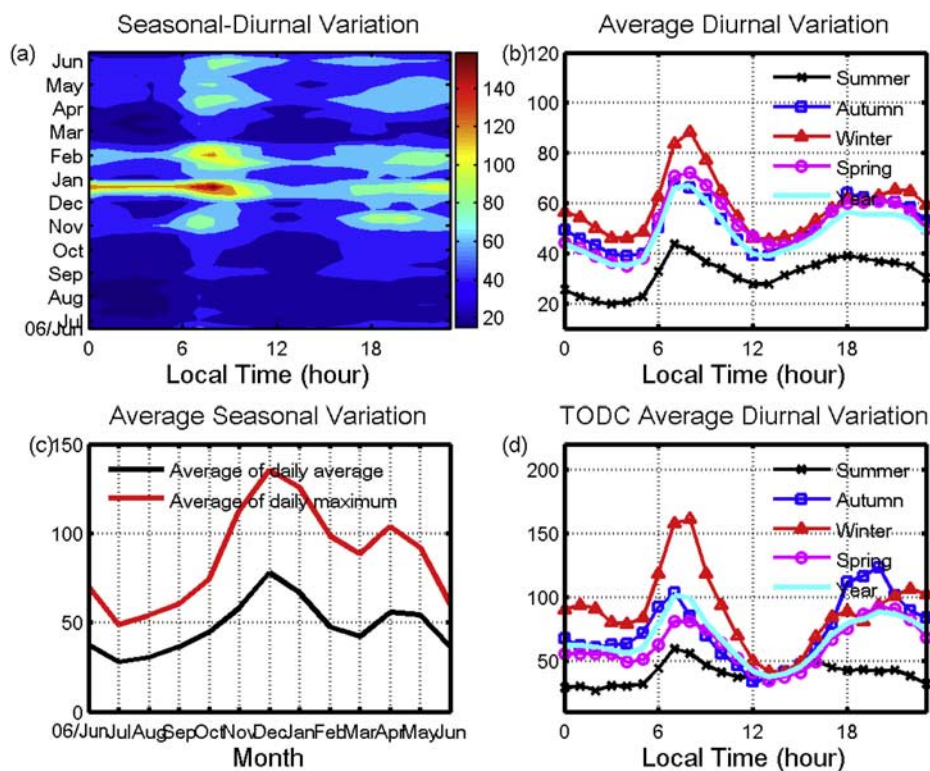 Seasonal-Diurnal Variation
(a)
Jun
May
Apr
Mar
Feb
Jan
Dec
Nov
Oct
Sep
Aug
Jul
06/Jun
0 6 12 18
Local Time (hour)
140
120
100
80
60
40
20
Average Diurnal Variation
(b)
120
100
80
60
40
20
0 6 12 18 23
Local Time (hour)
Summer
Autumn
Winter
Spring
Year
Average Seasonal Variation
(c)
150
100
50
0
Average of daily average
Average of daily maximum
06/Jun Jul Aug Sep Oct Nov Dec Jan Feb Mar Apr May Jun
Month
TODC Average Diurnal Variation
(d)
200
150
100
50
0 6 12 18 23
Local Time (hour)
Summer
Autumn
Winter
Spring
Year